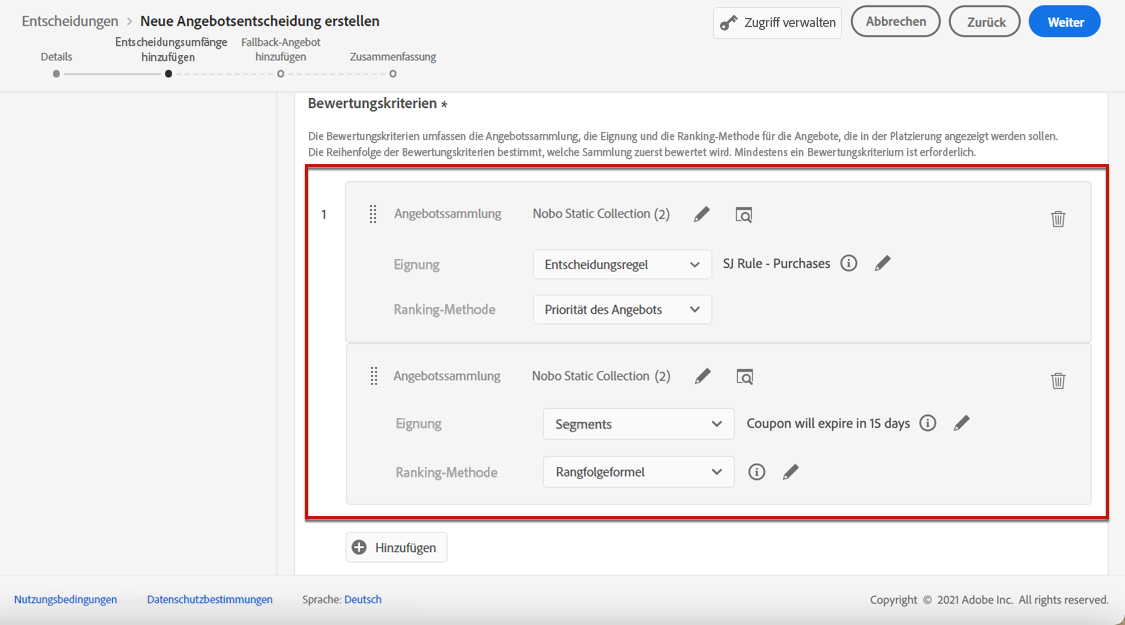 Entscheidungen > Neue Angebotsentscheidung erstellen
Zugriff verwalten
Abbrechen
Zurück
Weiter
Details
Entscheidungsumfänge
hinzufügen
Fallback-Angebot
hinzufügen
Zusammenfassung
Bewertungskriterien *
Die Bewertungskriterien umfassen die Angebotssammlung, die Eignung und die Ranking-Methode für die Angebote, die in der Platzierung angezeigt werden sollen.
Die Reihenfolge der Bewertungskriterien bestimmt, welche Sammlung zuerst bewertet wird. Mindestens ein Bewertungskriterium ist erforderlich.
1
Angebotssammlung Nobo Static Collection (2)
Eignung Entscheidungsregel SJ Rule - Purchases
Ranking-Methode Priorität des Angebots
Angebotssammlung Nobo Static Collection (2)
Eignung Segments Coupon will expire in 15 days
Ranking-Methode Rangfolgeformel
Hinzufügen
Nutzungsbedingungen Datenschutzbestimmungen Sprache: Deutsch Copyright © 2021 Adobe Inc. All rights reserved.